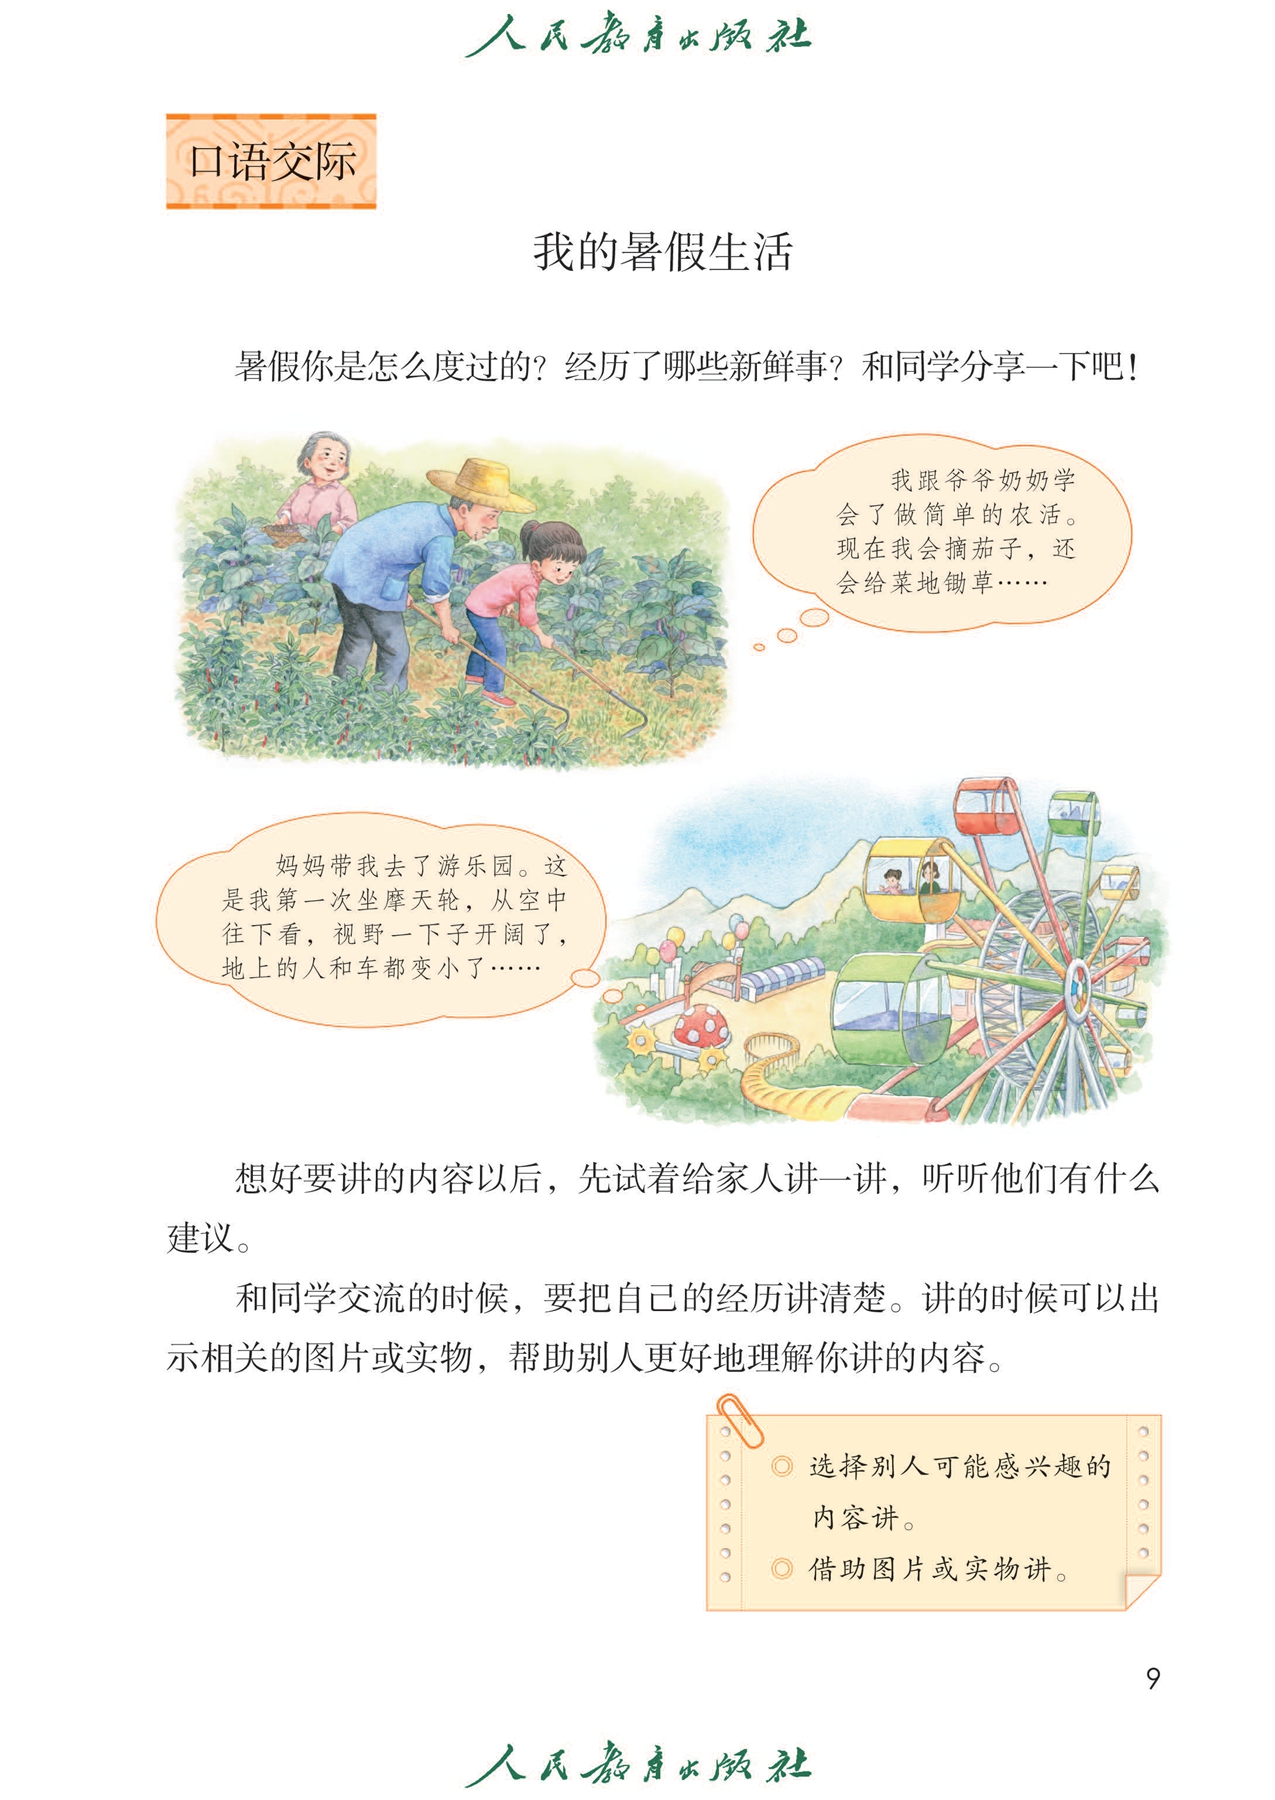 人民教育出版社
口语交际
我的暑假生活
暑假你是怎么度过的？经历了哪些新鲜事？和同学分享一下吧！
我跟爷爷奶奶学
会了做简单的农活。
现在我会摘茄子，还
会给菜地锄草……
妈妈带我去了游乐园。这
是我第一次坐摩天轮，从空中
往下看，视野一下子开阔了，
地上的人和车都变小了……
想好要讲的内容以后，先试着给家人讲一讲，听听他们有什么
建议。
和同学交流的时候，要把自己的经历讲清楚。讲的时候可以出
示相关的图片或实物，帮助别人更好地理解你讲的内容。
◎ 选择别人可能感兴趣的
内容讲。
◎ 借助图片或实物讲。
9
人民教育出版社